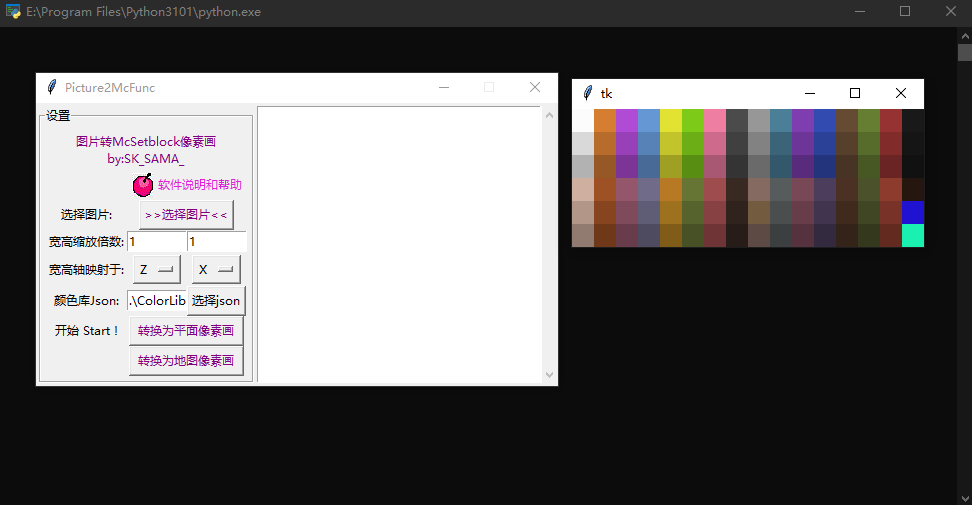 E:\Program Files\Python3101\python.exe
Picture2McFunc
tk
设置
图片转McSetblock像素画
by:SK_SAMA_
软件说明和帮助
选择图片:
>>选择图片<<
宽高缩放倍数:
1
1
宽高轴映射于:
Z
X
颜色库Json:
.\ColorLib
选择json
开始 Start！
转换为平面像素画
转换为地图像素画